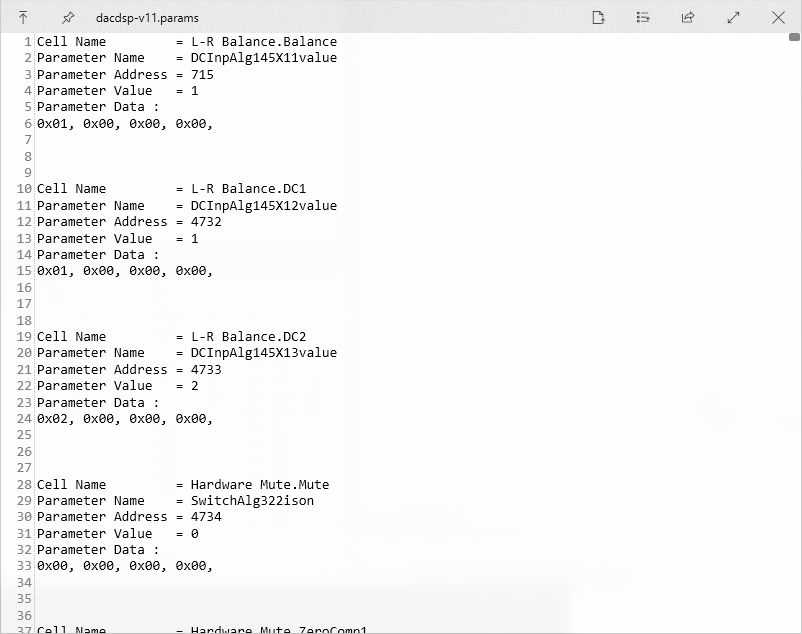 dacdsp-v11.params
1 Cell Name         = L-R Balance.Balance
2 Parameter Name    = DCInpAlg145X11value
3 Parameter Address = 715
4 Parameter Value   = 1
5 Parameter Data :
6 0x01, 0x00, 0x00, 0x00,
7
8
9
10 Cell Name         = L-R Balance.DC1
11 Parameter Name    = DCInpAlg145X12value
12 Parameter Address = 4732
13 Parameter Value   = 1
14 Parameter Data :
15 0x01, 0x00, 0x00, 0x00,
16
17
18
19 Cell Name         = L-R Balance.DC2
20 Parameter Name    = DCInpAlg145X13value
21 Parameter Address = 4733
22 Parameter Value   = 2
23 Parameter Data :
24 0x02, 0x00, 0x00, 0x00,
25
26
27
28 Cell Name         = Hardware Mute.Mute
29 Parameter Name    = SwitchAlg322ison
30 Parameter Address = 4734
31 Parameter Value   = 0
32 Parameter Data :
33 0x00, 0x00, 0x00, 0x00,
34
35
36
37 Cell Name         = Hardware Mute.ZeroComp1